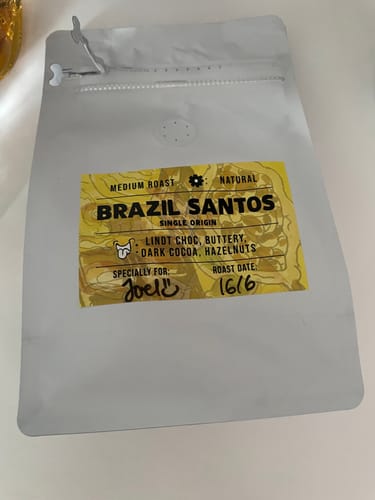 MEDIUM ROAST NATURAL
BRAZIL SANTOS
SINGLE ORIGIN
: LINDT CHOC, BUTTERY,
DARK COCOA, HAZELNUTS
SPECIALLY FOR: ROAST DATE:
Joel 16/6